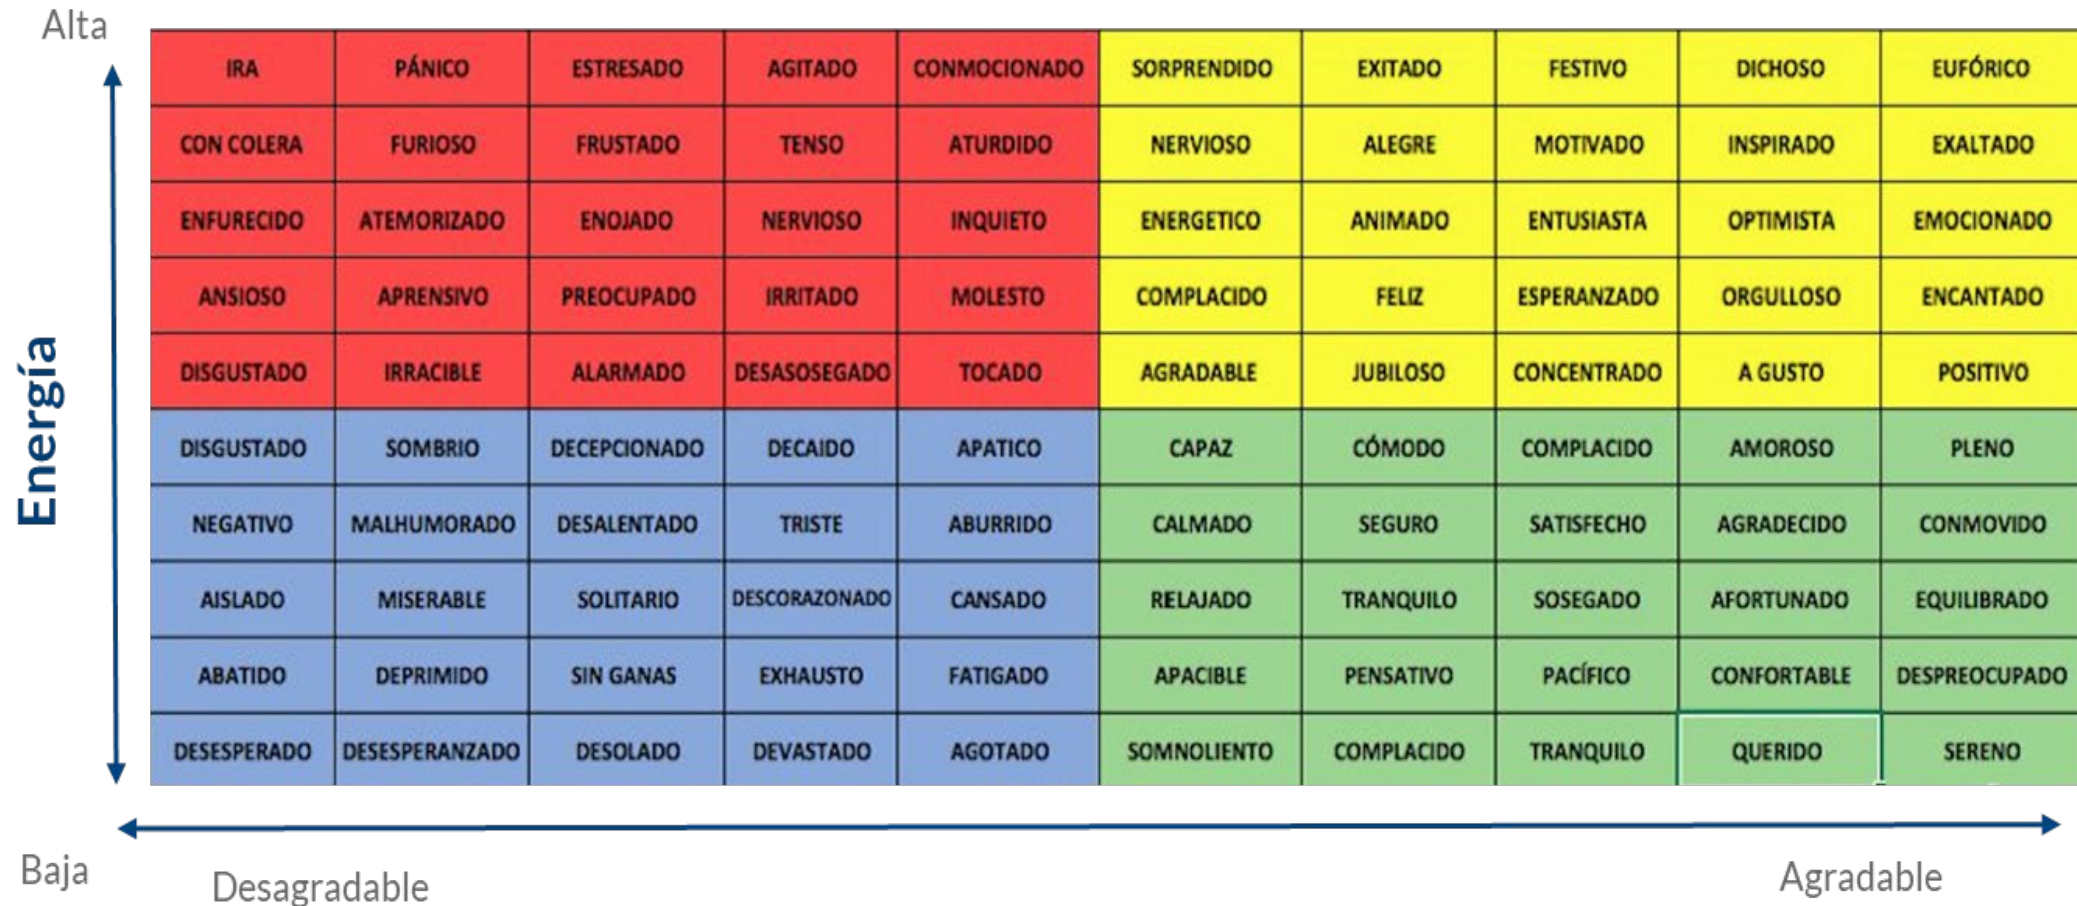 Alta
IRA PÁNICO ESTRESADO AGITADO CONMOCIONADO SORPRENDIDO EXITADO FESTIVO DICHOSO EUFÓRICO
CON COLERA FURIOSO FRUSTADO TENSO ATURDIDO NERVIOSO ALEGRE MOTIVADO INSPIRADO EXALTADO
ENFURECIDO ATEMORIZADO ENOJADO NERVIOSO INQUIETO ENERGETICO ANIMADO ENTUSIASTA OPTIMISTA EMOCIONADO
ANSIOSO APRENSIVO PREOCUPADO IRRITADO MOLESTO COMPLACIDO FELIZ ESPERANZADO ORGULLOSO ENCANTADO
DISGUSTADO IRRACIBLE ALARMADO DESASOSEGADO TOCADO AGRADABLE JUBILOSO CONCENTRADO A GUSTO POSITIVO
Energía
DISGUSTADO SOMBRIO DECEPCIONADO DECAIDO APATICO CAPAZ CÓMODO COMPLACIDO AMOROSO PLENO
NEGATIVO MALHUMORADO DESALENTADO TRISTE ABURRIDO CALMADO SEGURO SATISFECHO AGRADECIDO CONMOVIDO
AISLADO MISERABLE SOLITARIO DESCORAZONADO CANSADO RELAJADO TRANQUILO SOSEGADO AFORTUNADO EQUILIBRADO
ABATIDO DEPRIMIDO SIN GANAS EXHAUSTO FATIGADO APACIBLE PENSATIVO PACÍFICO CONFORTABLE DESPREOCUPADO
DESESPERADO DESESPERANZADO DESOLADO DEVASTADO AGOTADO SOMNOLIENTO COMPLACIDO TRANQUILO QUERIDO SERENO
Baja
Desagradable
Agradable